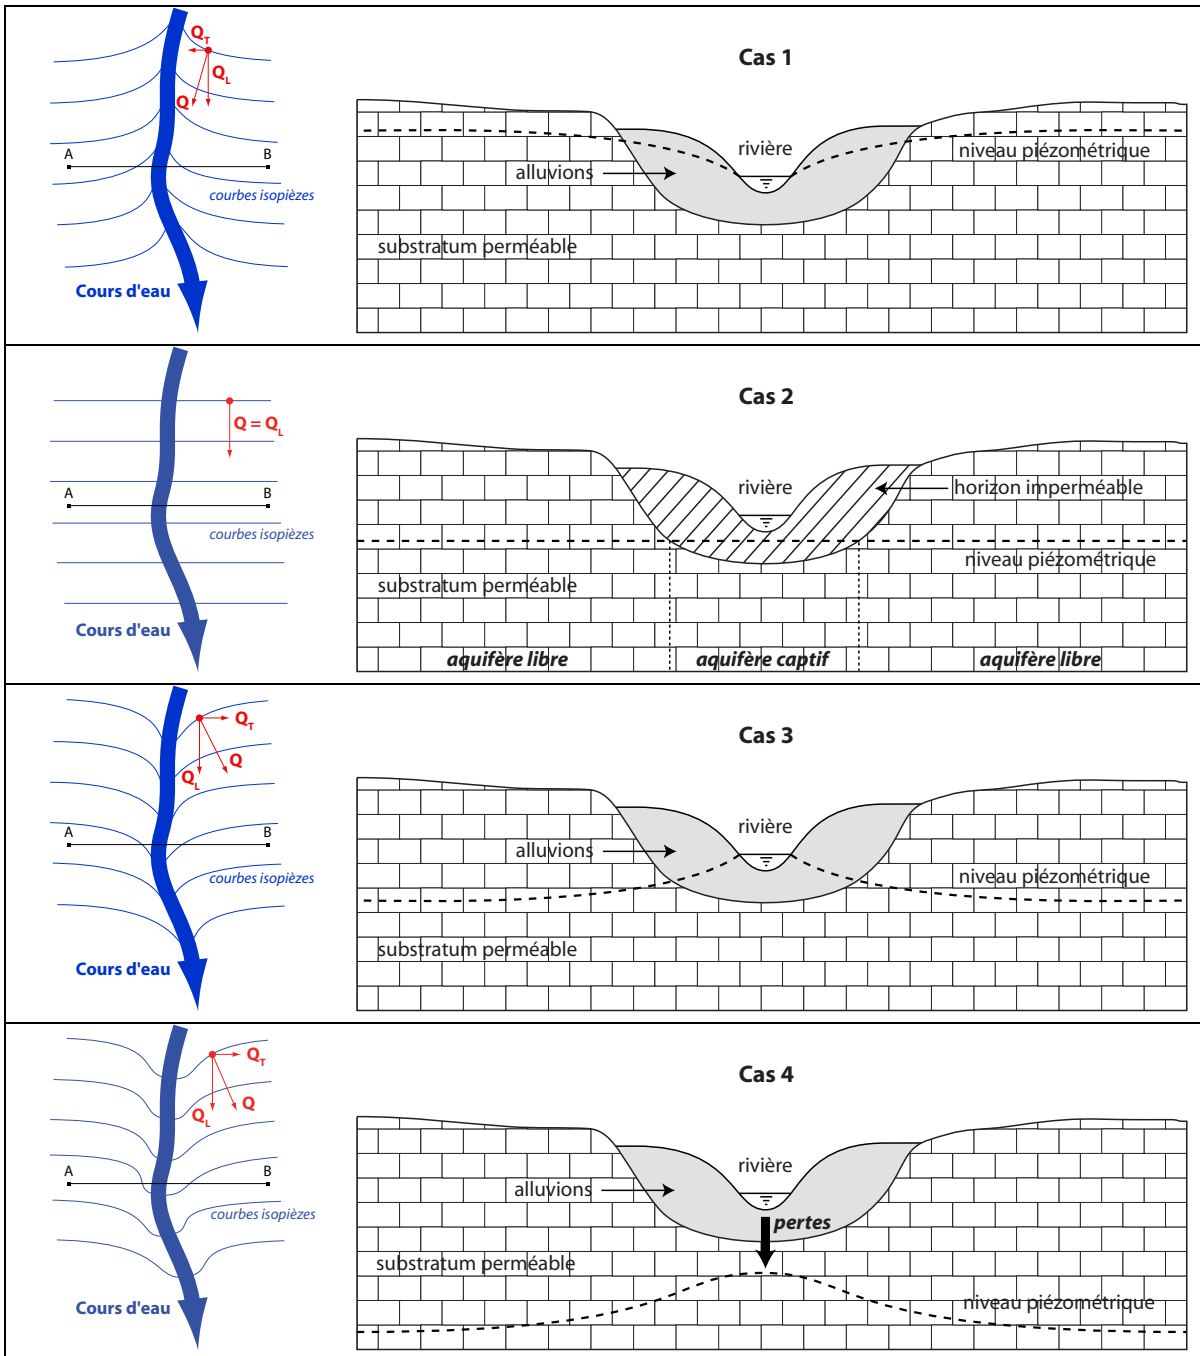 Cas 1
Q_T
Q_L
Q
A B
courbes isopièzes
Cours d'eau
rivière
niveau piézométrique
alluvions
substratum perméable
Cas 2
Q = Q_L
A B
courbes isopièzes
Cours d'eau
rivière
horizon imperméable
niveau piézométrique
substratum perméable
aquifère libre aquifère captif aquifère libre
Cas 3
Q_T
Q
Q_L
A B
courbes isopièzes
Cours d'eau
rivière
alluvions
niveau piézométrique
substratum perméable
Cas 4
Q_T
Q
Q_L
A B
courbes isopièzes
Cours d'eau
rivière
alluvions
pertes
substratum perméable
niveau piézométrique